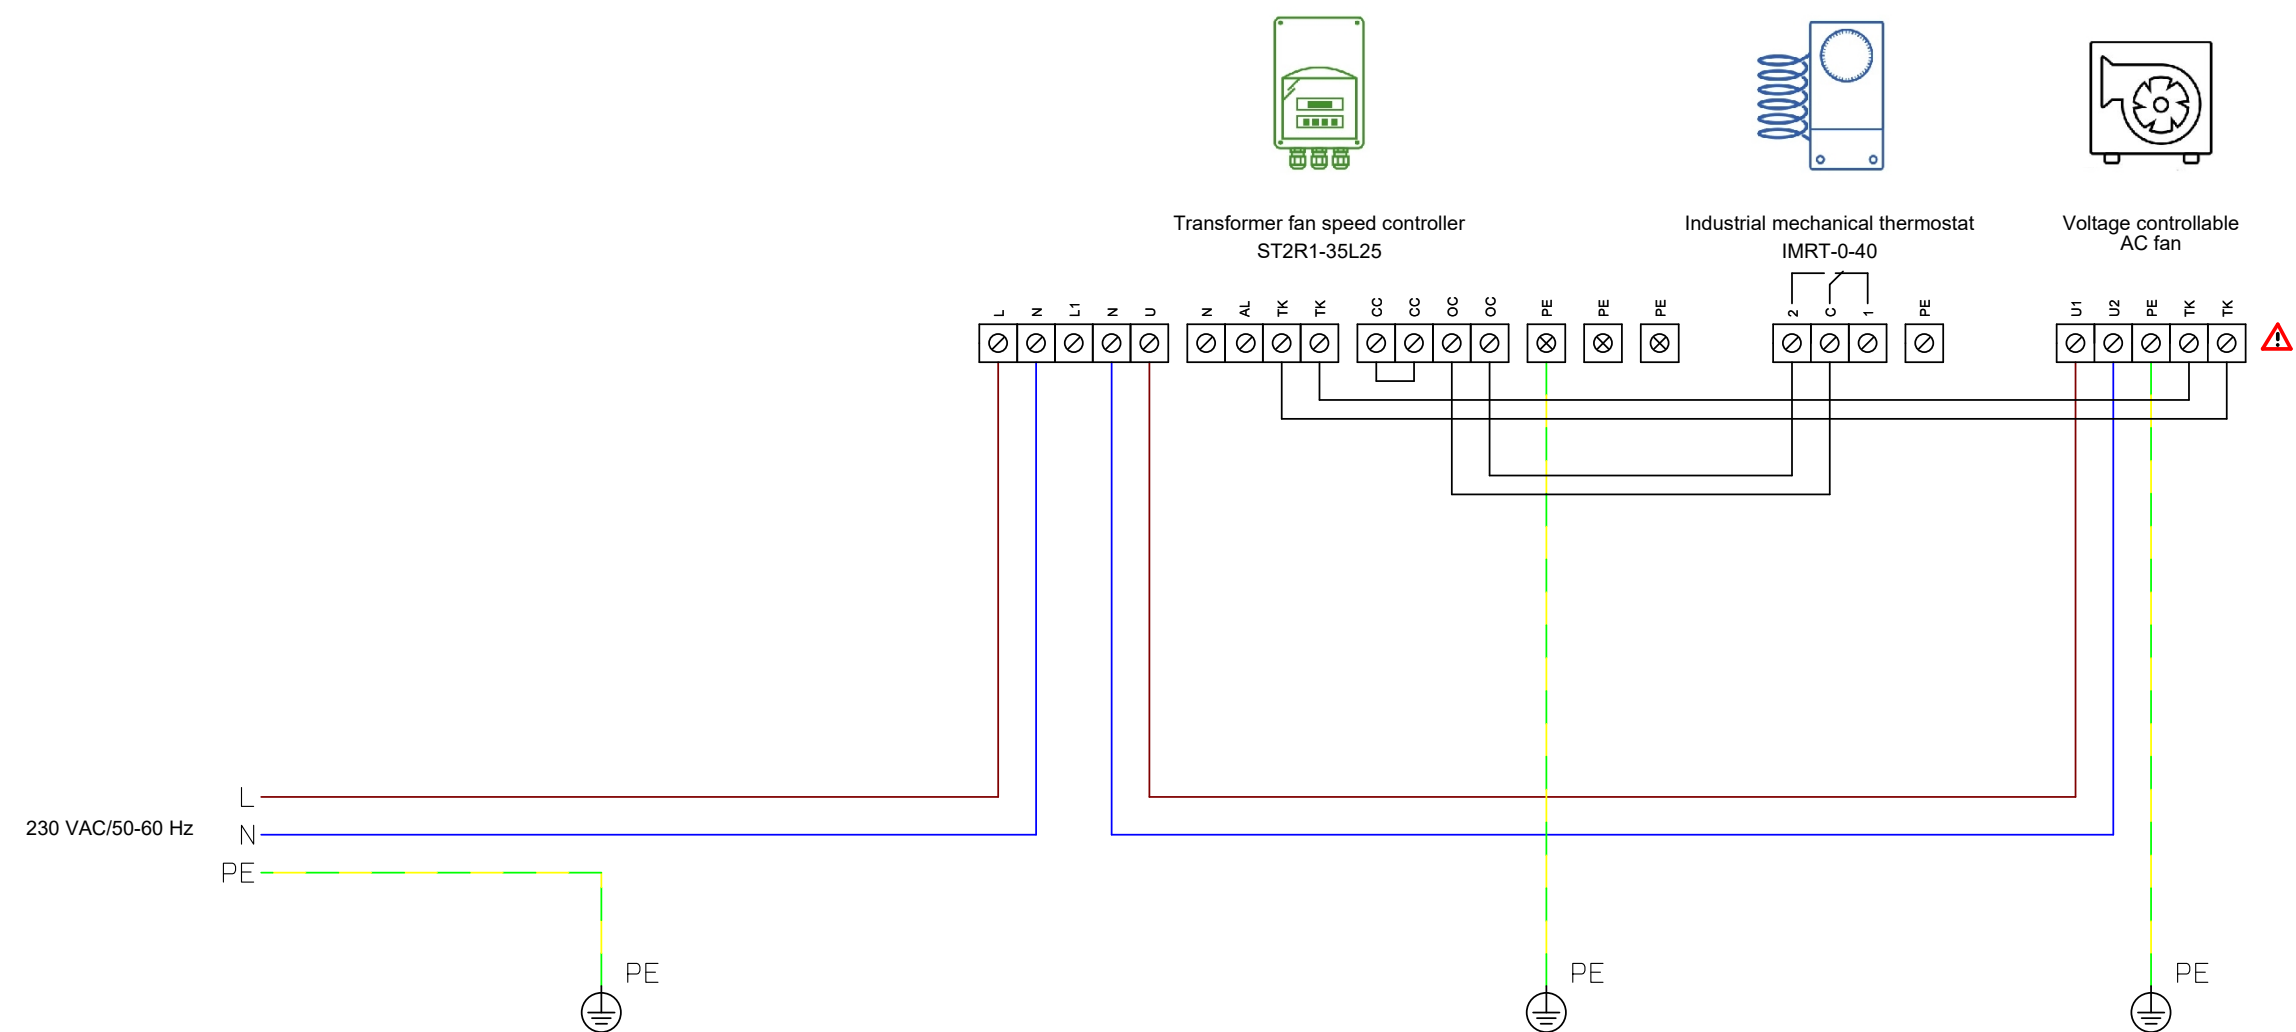 Transformer fan speed controller
ST2R1-35L25
Industrial mechanical thermostat
IMRT-0-40
Voltage controllable
AC fan
L N L1 N U N AL TK TK CC CC OC OC PE PE PE 2 C 1 PE U1 U2 PE TK TK
L
230 VAC/50-60 Hz
N
PE
PE
PE
PE